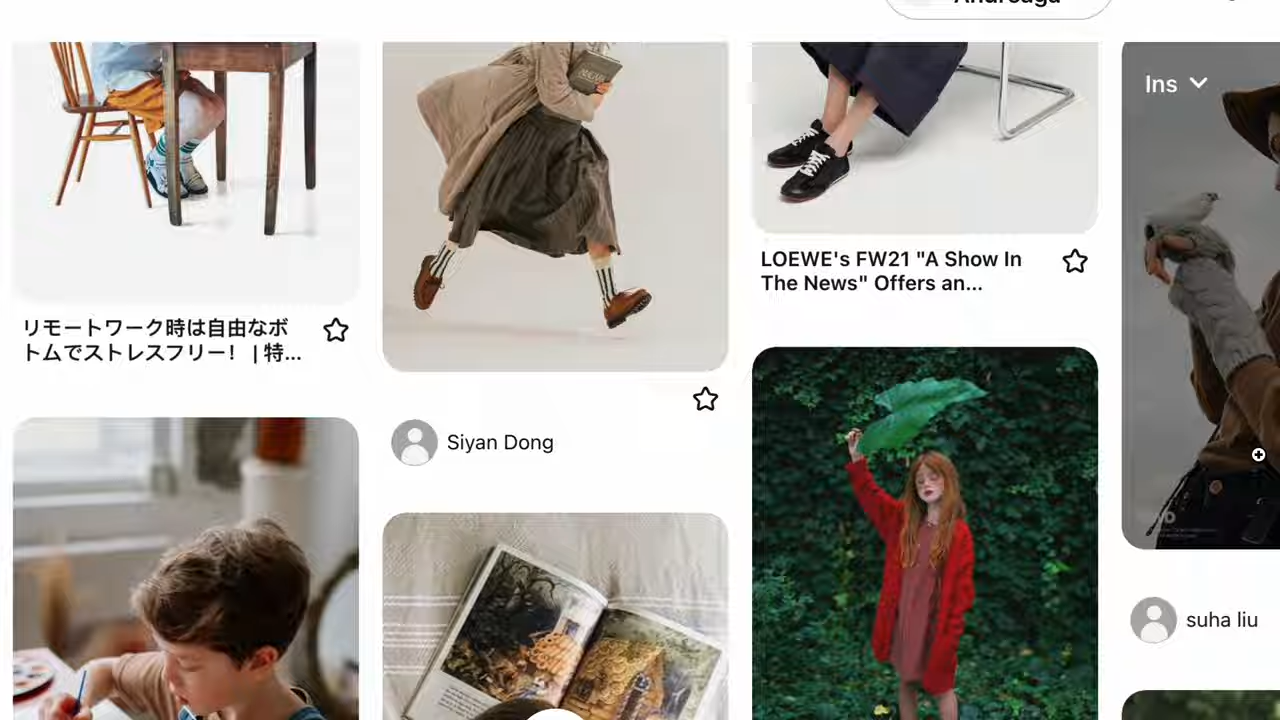 Ins
リモートワーク時は自由なボ
トムでストレスフリー！ | 特...
Siyan Dong
LOEWE's FW21 "A Show In
The News" Offers an...
suha liu